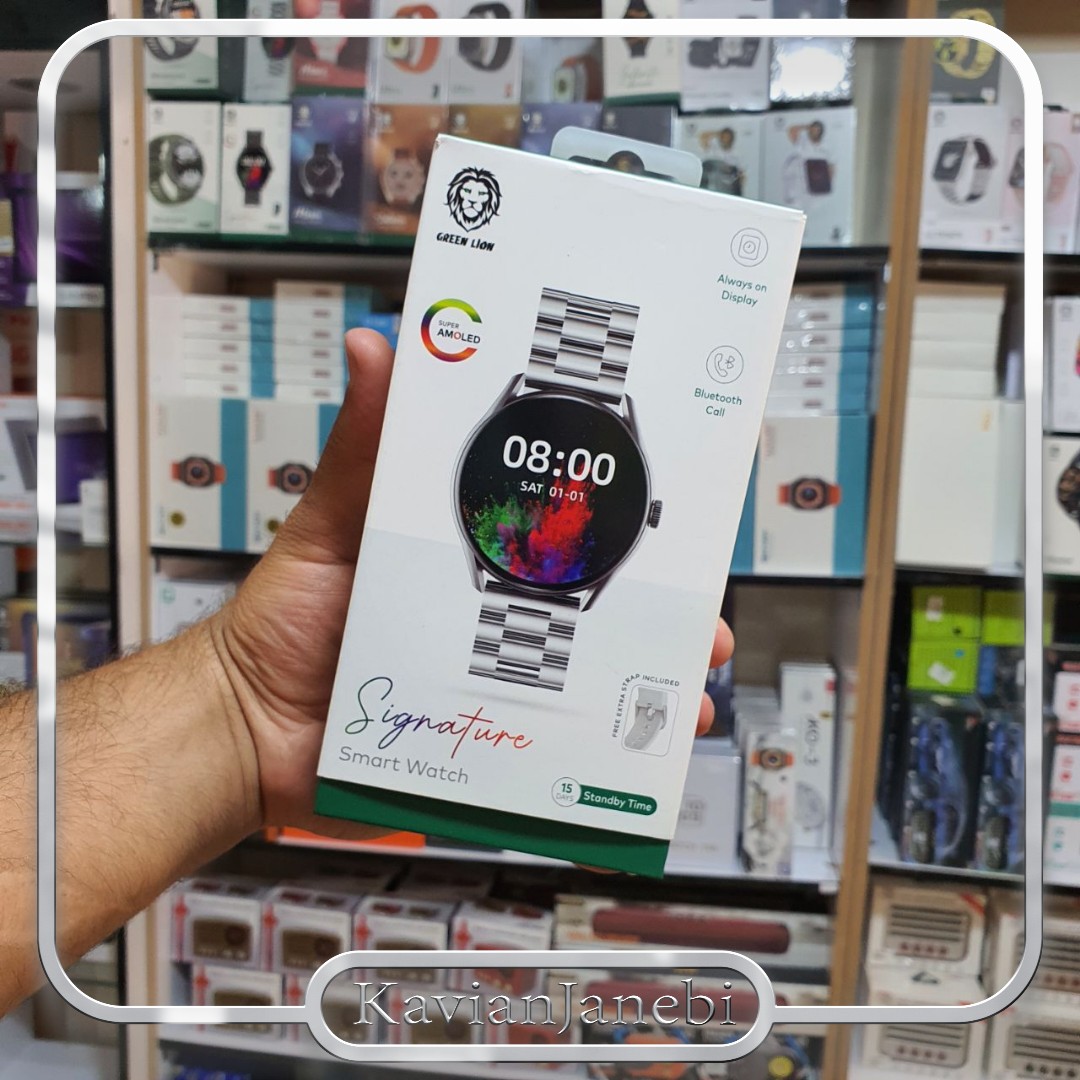 GREEN LION
Always on
Display
SUPER
AMOLED
Bluetooth
Call
08:00
SAT 01-01
Signature
Smart Watch
FREE EXTRA STRAP INCLUDED
15
DAYS
Standby Time
KavianJanebi